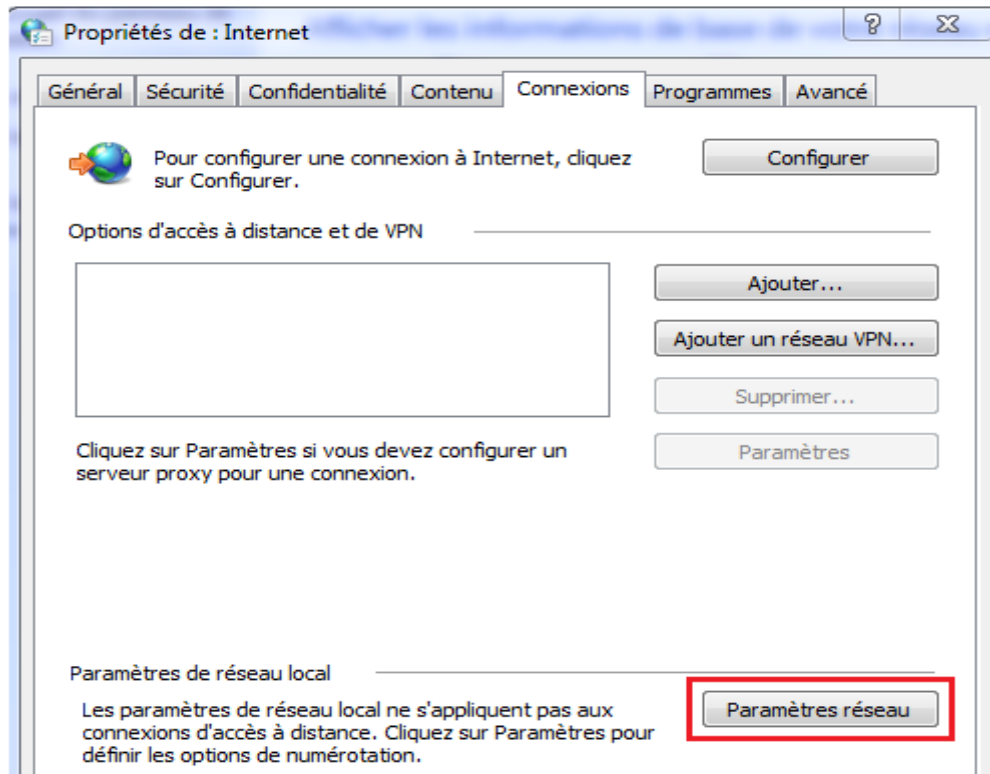 Propriétés de : Internet
Général Sécurité Confidentialité Contenu Connexions Programmes Avancé
Pour configurer une connexion à Internet, cliquez
sur Configurer.
Configurer
Options d'accès à distance et de VPN
Ajouter...
Ajouter un réseau VPN...
Supprimer...
Cliquez sur Paramètres si vous devez configurer un
serveur proxy pour une connexion.
Paramètres
Paramètres de réseau local
Les paramètres de réseau local ne s'appliquent pas aux
connexions d'accès à distance. Cliquez sur Paramètres pour
définir les options de numérotation.
Paramètres réseau